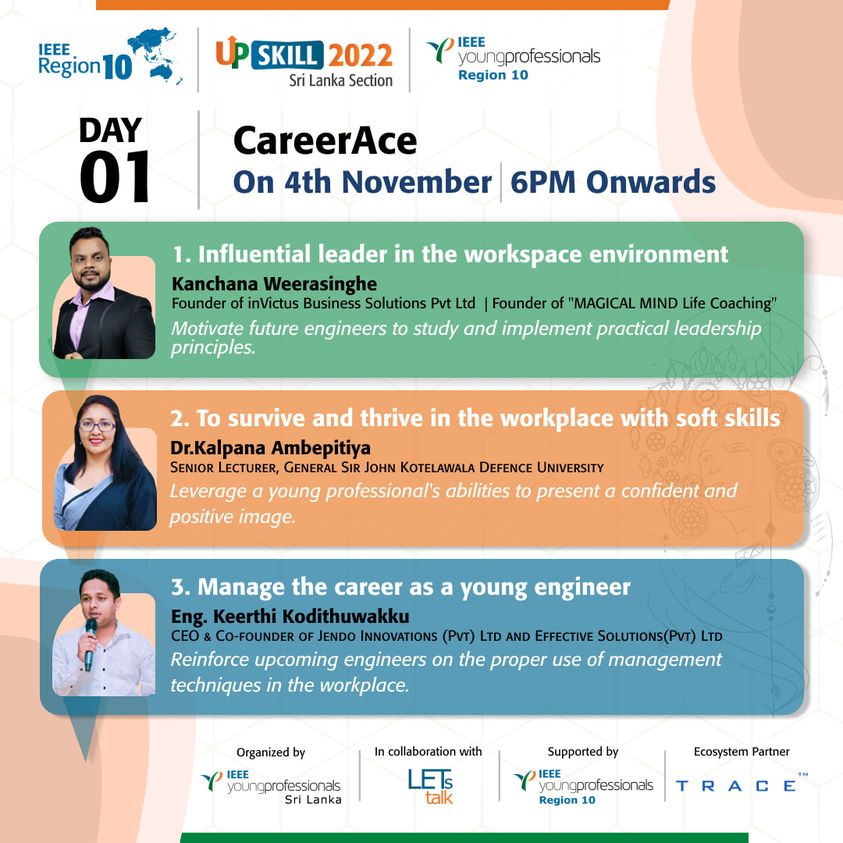 IEEE
Region 10
UPSKILL 2022
Sri Lanka Section
IEEE
youngprofessionals
Region 10
DAY
01
CareerAce
On 4th November | 6PM Onwards
1. Influential leader in the workspace environment
Kanchana Weerasinghe
Founder of inVictus Business Solutions Pvt Ltd | Founder of "MAGICAL MIND Life Coaching"
Motivate future engineers to study and implement practical leadership
principles.
2. To survive and thrive in the workplace with soft skills
Dr.Kalpana Ambepitiya
Senior Lecturer, General Sir John Kotelawala Defence University
Leverage a young professional's abilities to present a confident and
positive image.
3. Manage the career as a young engineer
Eng. Keerthi Kodithuwakku
CEO & Co-founder of Jendo Innovations (Pvt) Ltd and Effective Solutions(Pvt) Ltd
Reinforce upcoming engineers on the proper use of management
techniques in the workplace.
Organized by
IEEE
youngprofessionals
Sri Lanka
In collaboration with
LETs
talk
Supported by
IEEE
youngprofessionals
Region 10
Ecosystem Partner
TRACE™